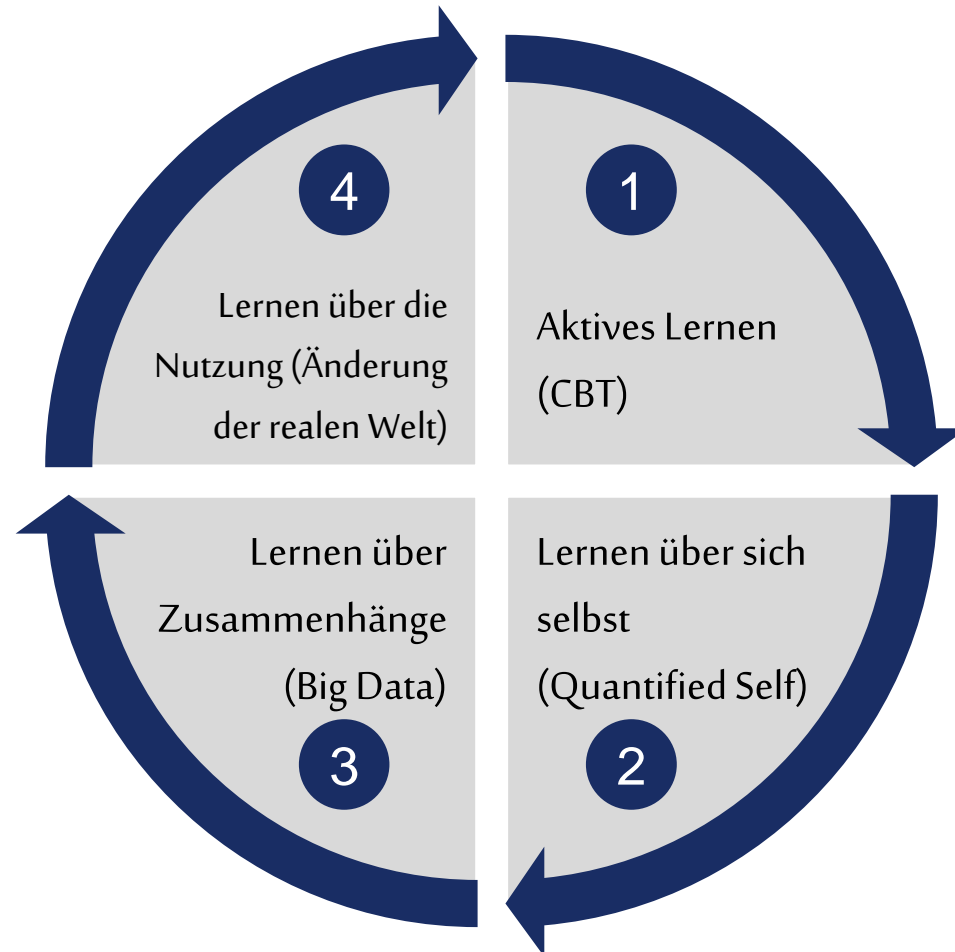 1
Aktives Lernen
(CBT)
2
Lernen über sich
selbst
(Quantified Self)
3
Lernen über
Zusammenhänge
(Big Data)
4
Lernen über die
Nutzung (Änderung
der realen Welt)